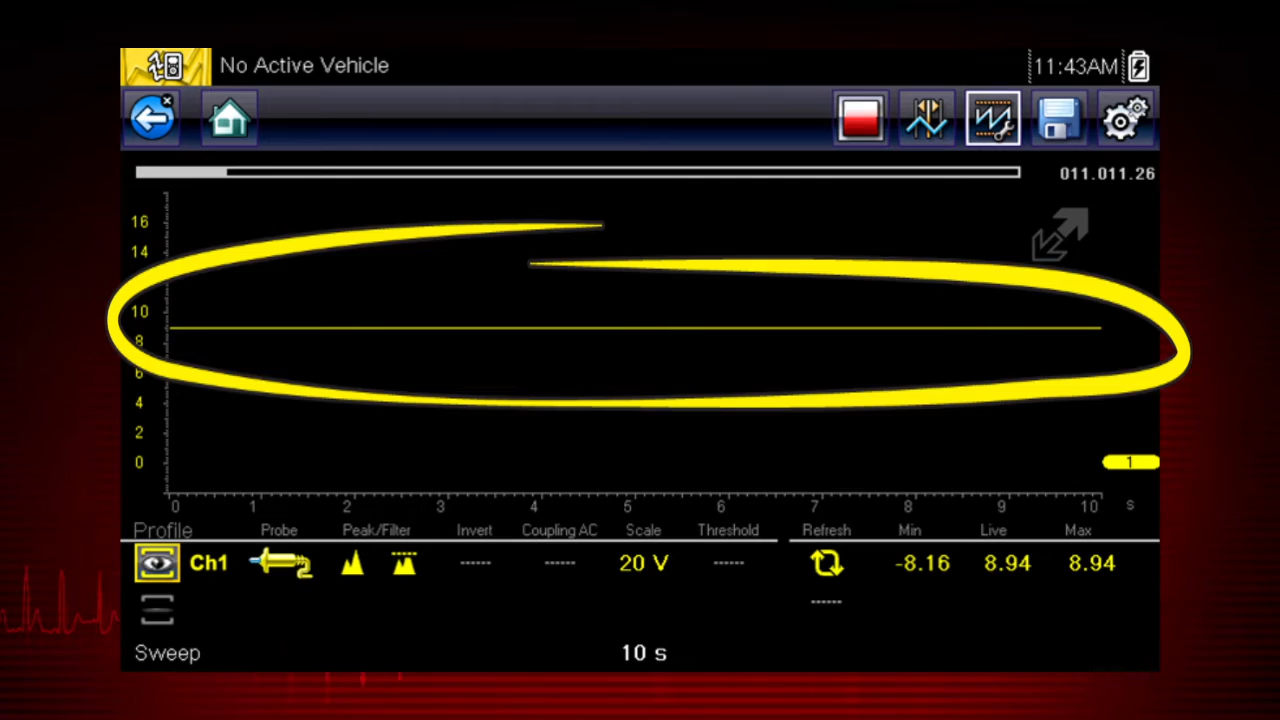 No Active Vehicle 11:43AM
011.011.26
16
14
10
8
6
4
2
0
1
0 1 2 3 4 5 6 7 8 9 10 s
Profile Probe Peak/Filter Invert Coupling AC Scale Threshold Refresh Min Live Max
Ch1 ------ ------ 20 V ------ -8.16 8.94 8.94
------
Sweep 10 s